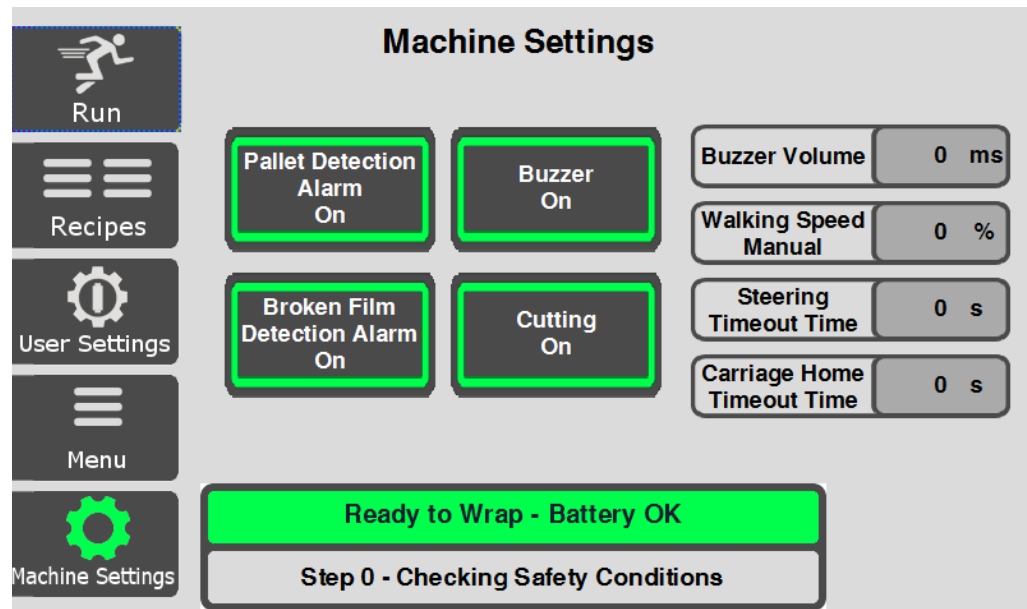 Machine Settings
Run
Recipes
User Settings
Menu
Machine Settings
Pallet Detection
Alarm
On
Buzzer
On
Broken Film
Detection Alarm
On
Cutting
On
Buzzer Volume 0 ms
Walking Speed
Manual 0 %
Steering
Timeout Time 0 s
Carriage Home
Timeout Time 0 s
Ready to Wrap - Battery OK
Step 0 - Checking Safety Conditions